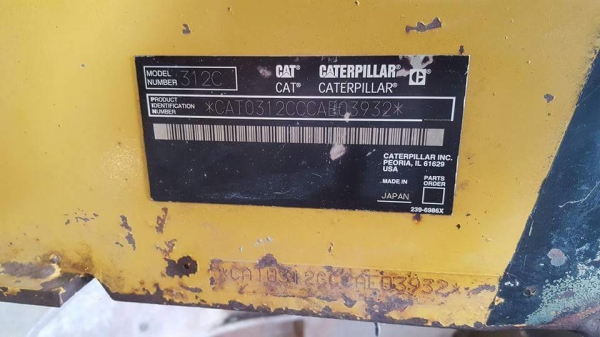 MODEL NUMBER 312C
CAT® CATERPILLAR® C®
CAT® CATERPILLAR®
PRODUCT IDENTIFICATION NUMBER *CAT0312CCCAE03932*
CATERPILLAR INC.
PEORIA, IL 61629
USA
MADE IN JAPAN
PARTS ORDER
239-6986X
*CAT0312CCCAE03932*